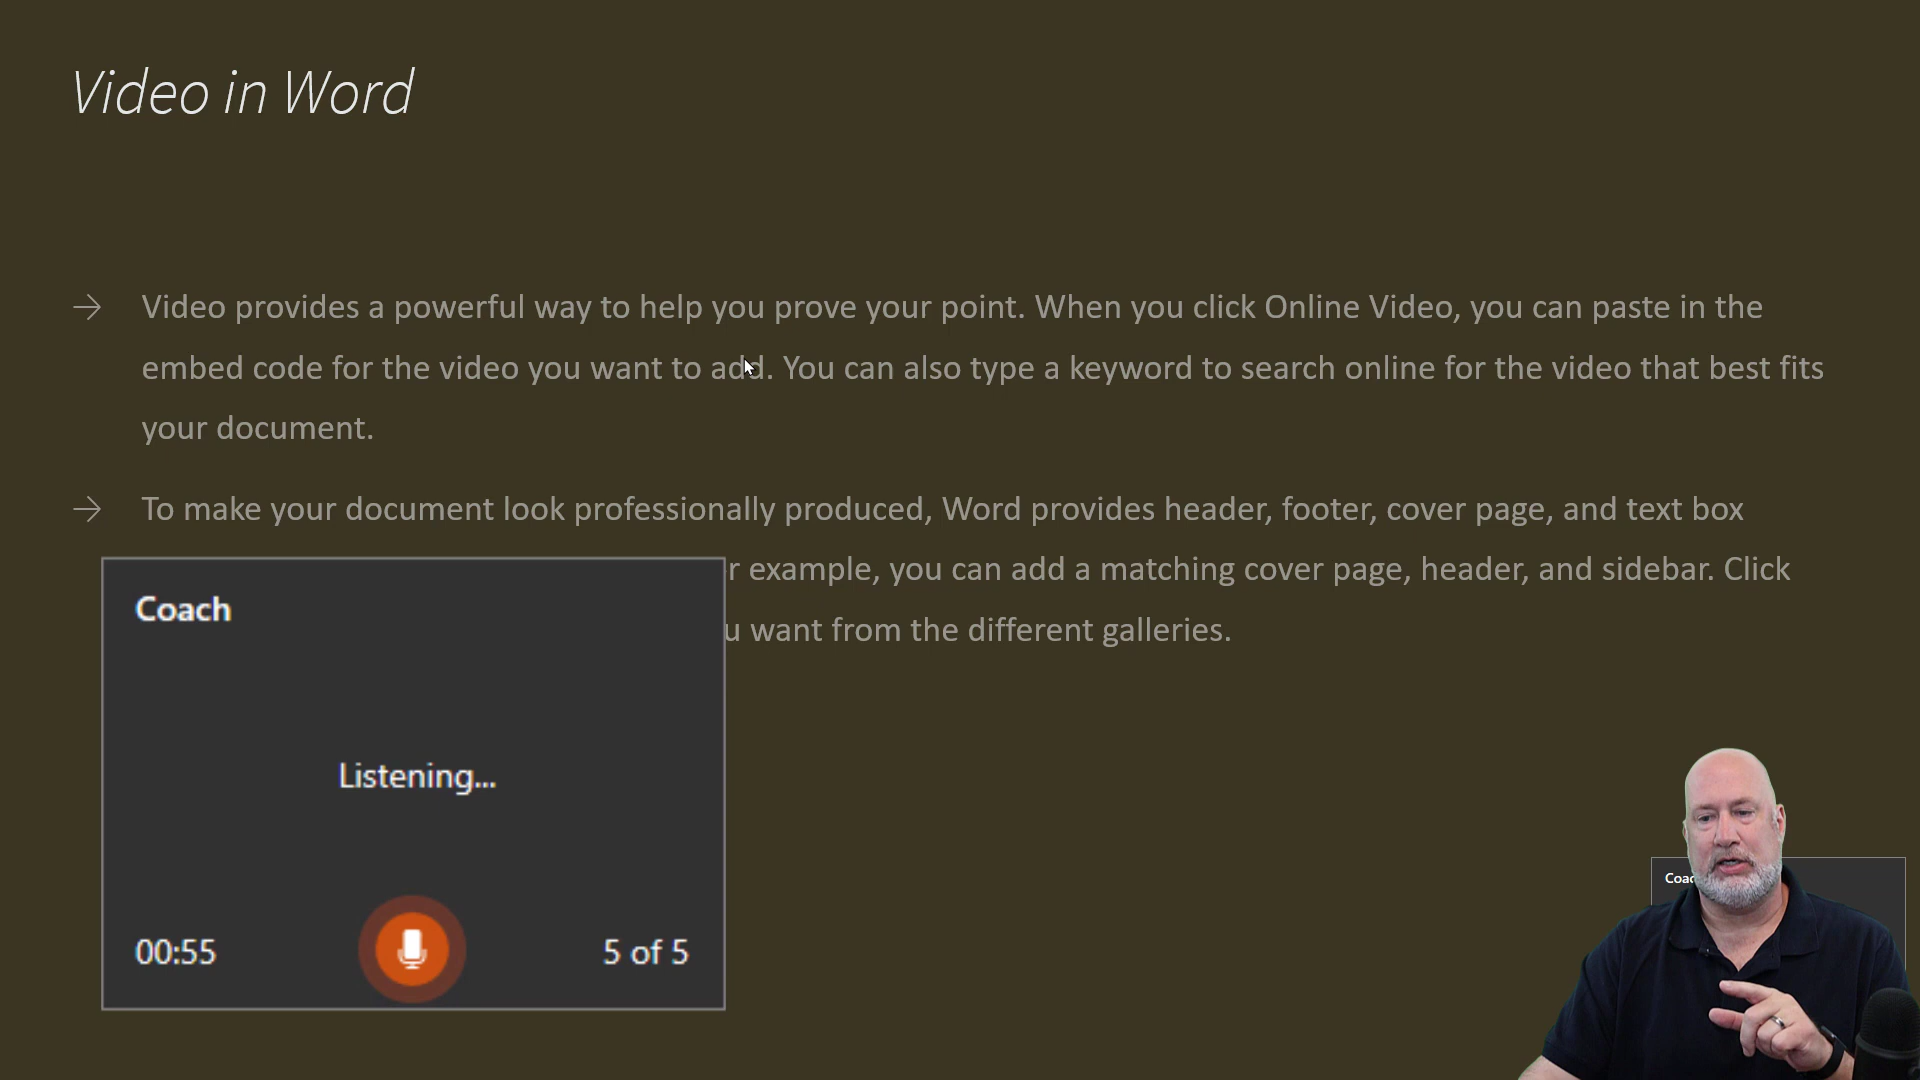 Video in Word
Video provides a powerful way to help you prove your point. When you click Online Video, you can paste in the
embed code for the video you want to add. You can also type a keyword to search online for the video that best fits
your document.
To make your document look professionally produced, Word provides header, footer, cover page, and text box
example, you can add a matching cover page, header, and sidebar. Click
want from the different galleries.
Coach
Listening...
00:55
5 of 5